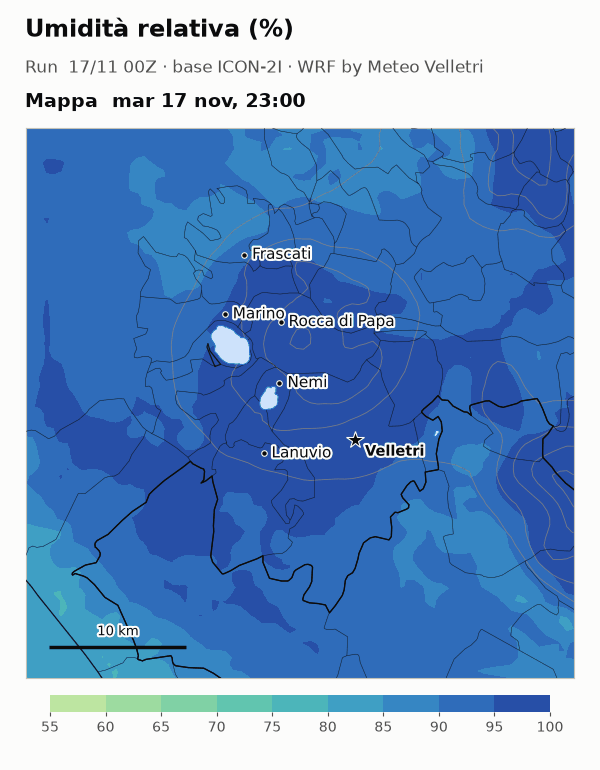 Umidità relativa (%)
Run  17/11 00Z · base ICON-2I · WRF by Meteo Velletri
Mappa  mar 17 nov, 23:00
Frascati
Marino
Rocca di Papa
Nemi
Velletri
Lanuvio
10 km
55 60 65 70 75 80 85 90 95 100